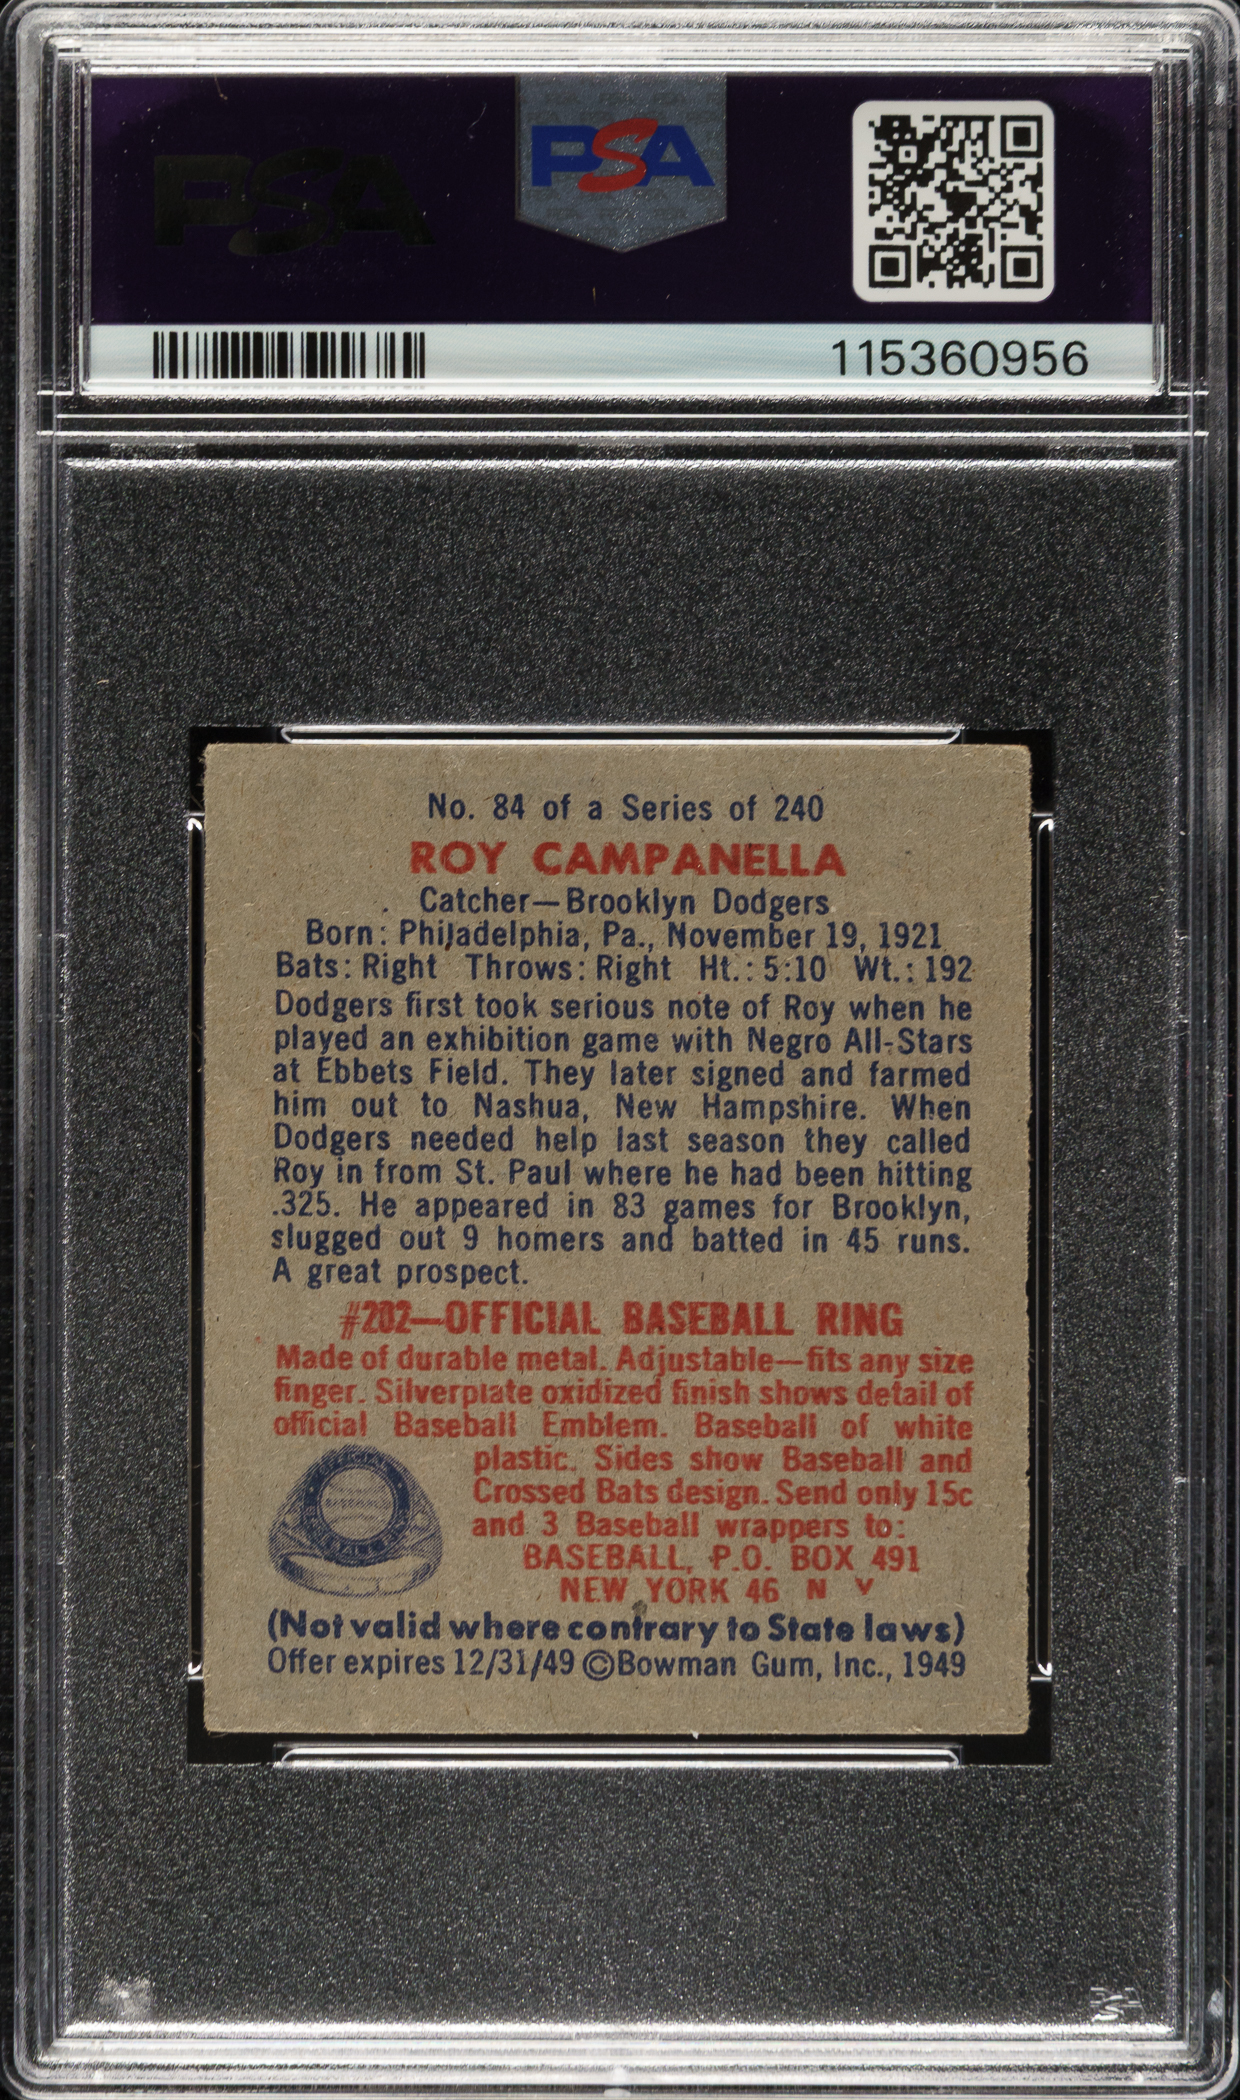 PSA
PSA
115360956
No. 84 of a Series of 240
ROY CAMPANELLA
Catcher—Brooklyn Dodgers
Born: Philadelphia, Pa., November 19, 1921
Bats: Right Throws: Right Ht.: 5:10 Wt.: 192
Dodgers first took serious note of Roy when he
played an exhibition game with Negro All-Stars
at Ebbets Field. They later signed and farmed
him out to Nashua, New Hampshire. When
Dodgers needed help last season they called
Roy in from St. Paul where he had been hitting
.325. He appeared in 83 games for Brooklyn,
slugged out 9 homers and batted in 45 runs.
A great prospect.
#202—OFFICIAL BASEBALL RING
Made of durable metal. Adjustable—fits any size
finger. Silverplate oxidized finish shows detail of
official Baseball Emblem. Baseball of white
plastic. Sides show Baseball and
Crossed Bats design. Send only 15c
and 3 Baseball wrappers to:
BASEBALL, P.O. BOX 491
NEW YORK 46 N Y
OFFICIAL
(Not valid where contrary to State laws)
Offer expires 12/31/49 ©Bowman Gum, Inc., 1949